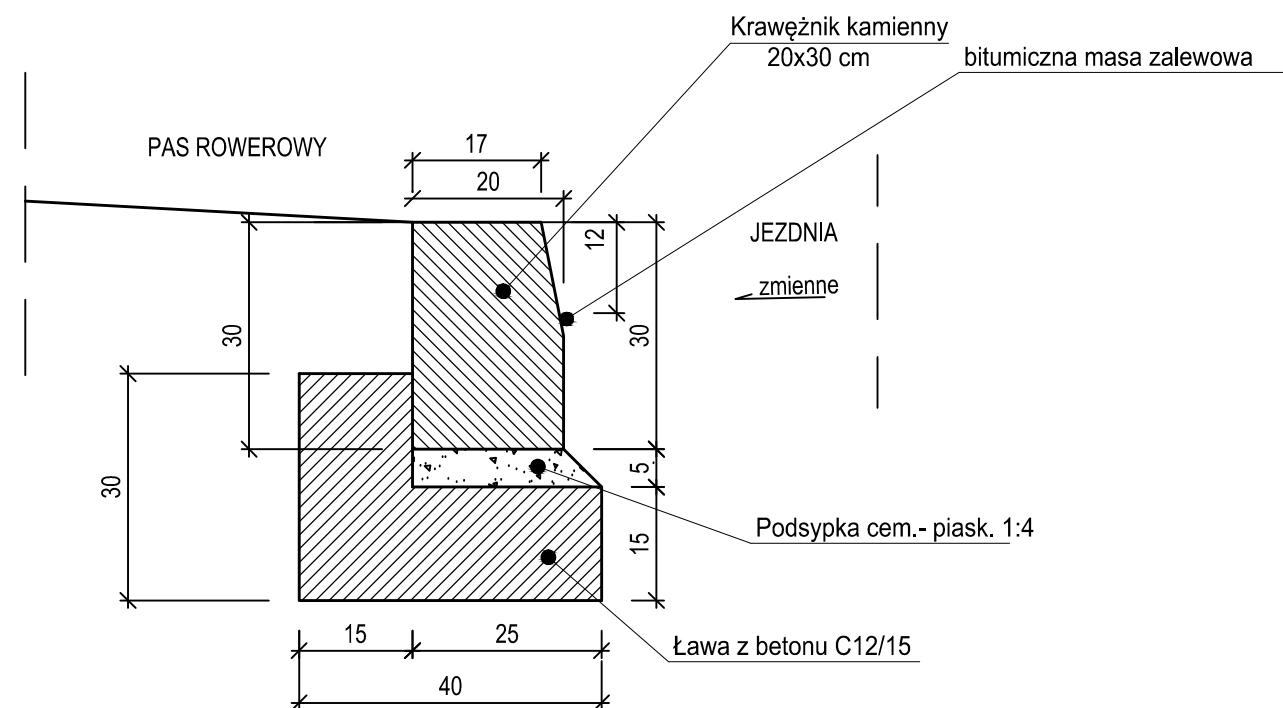 Krawężnik kamienny
20x30 cm
bitumiczna masa zalewowa
PAS ROWEROWY
17
20
12
JEZDNIA
zmienne
30
30
30
5
15
Podsypka cem.- piask. 1:4
15
25
Ława z betonu C12/15
40